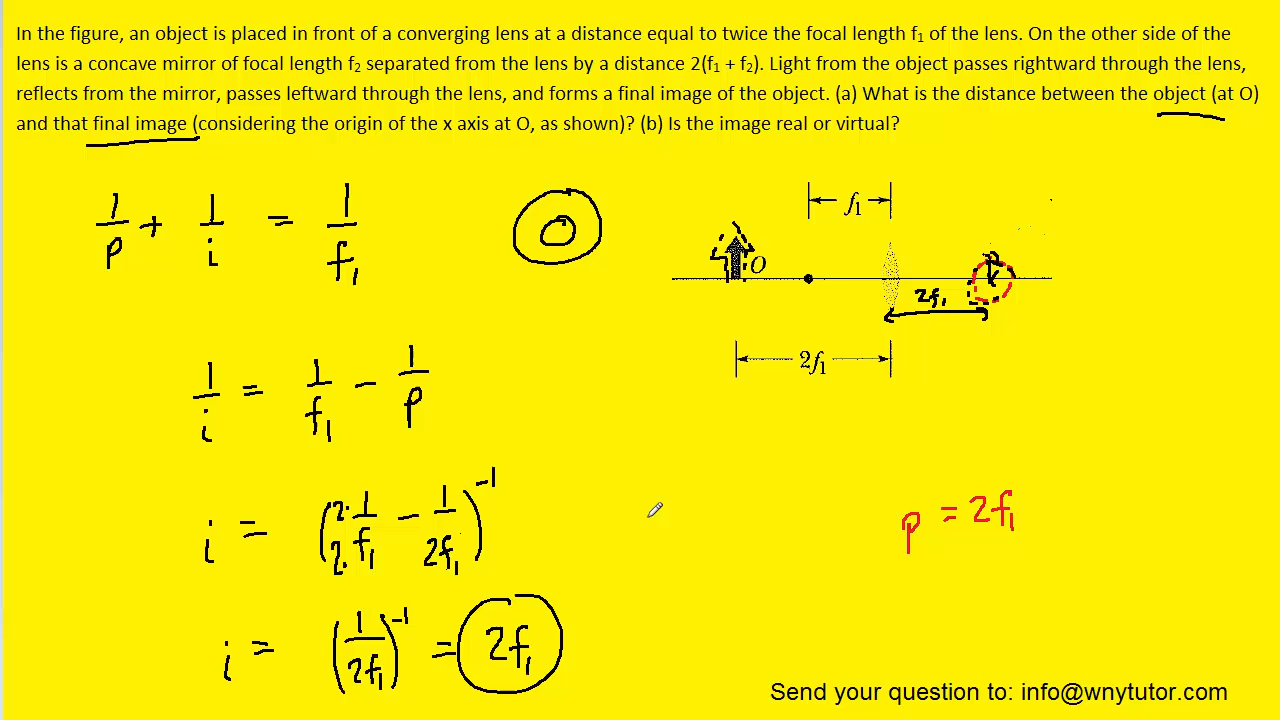 In the figure, an object is placed in front of a converging lens at a distance equal to twice the focal length f₁ of the lens. On the other side of the
lens is a concave mirror of focal length f₂ separated from the lens by a distance 2(f₁ + f₂). Light from the object passes rightward through the lens,
reflects from the mirror, passes leftward through the lens, and forms a final image of the object. (a) What is the distance between the object (at O)
and that final image (considering the origin of the x axis at O, as shown)? (b) Is the image real or virtual?
1/p + 1/i = 1/f₁
0
f₁
O
2f₁
2f₁
1/i = 1/f₁ - 1/p
i = (2·1/2·f₁ - 1/2f₁)⁻¹
p = 2f₁
i = (1/2f₁)⁻¹ = 2f₁
Send your question to: info@wnytutor.com